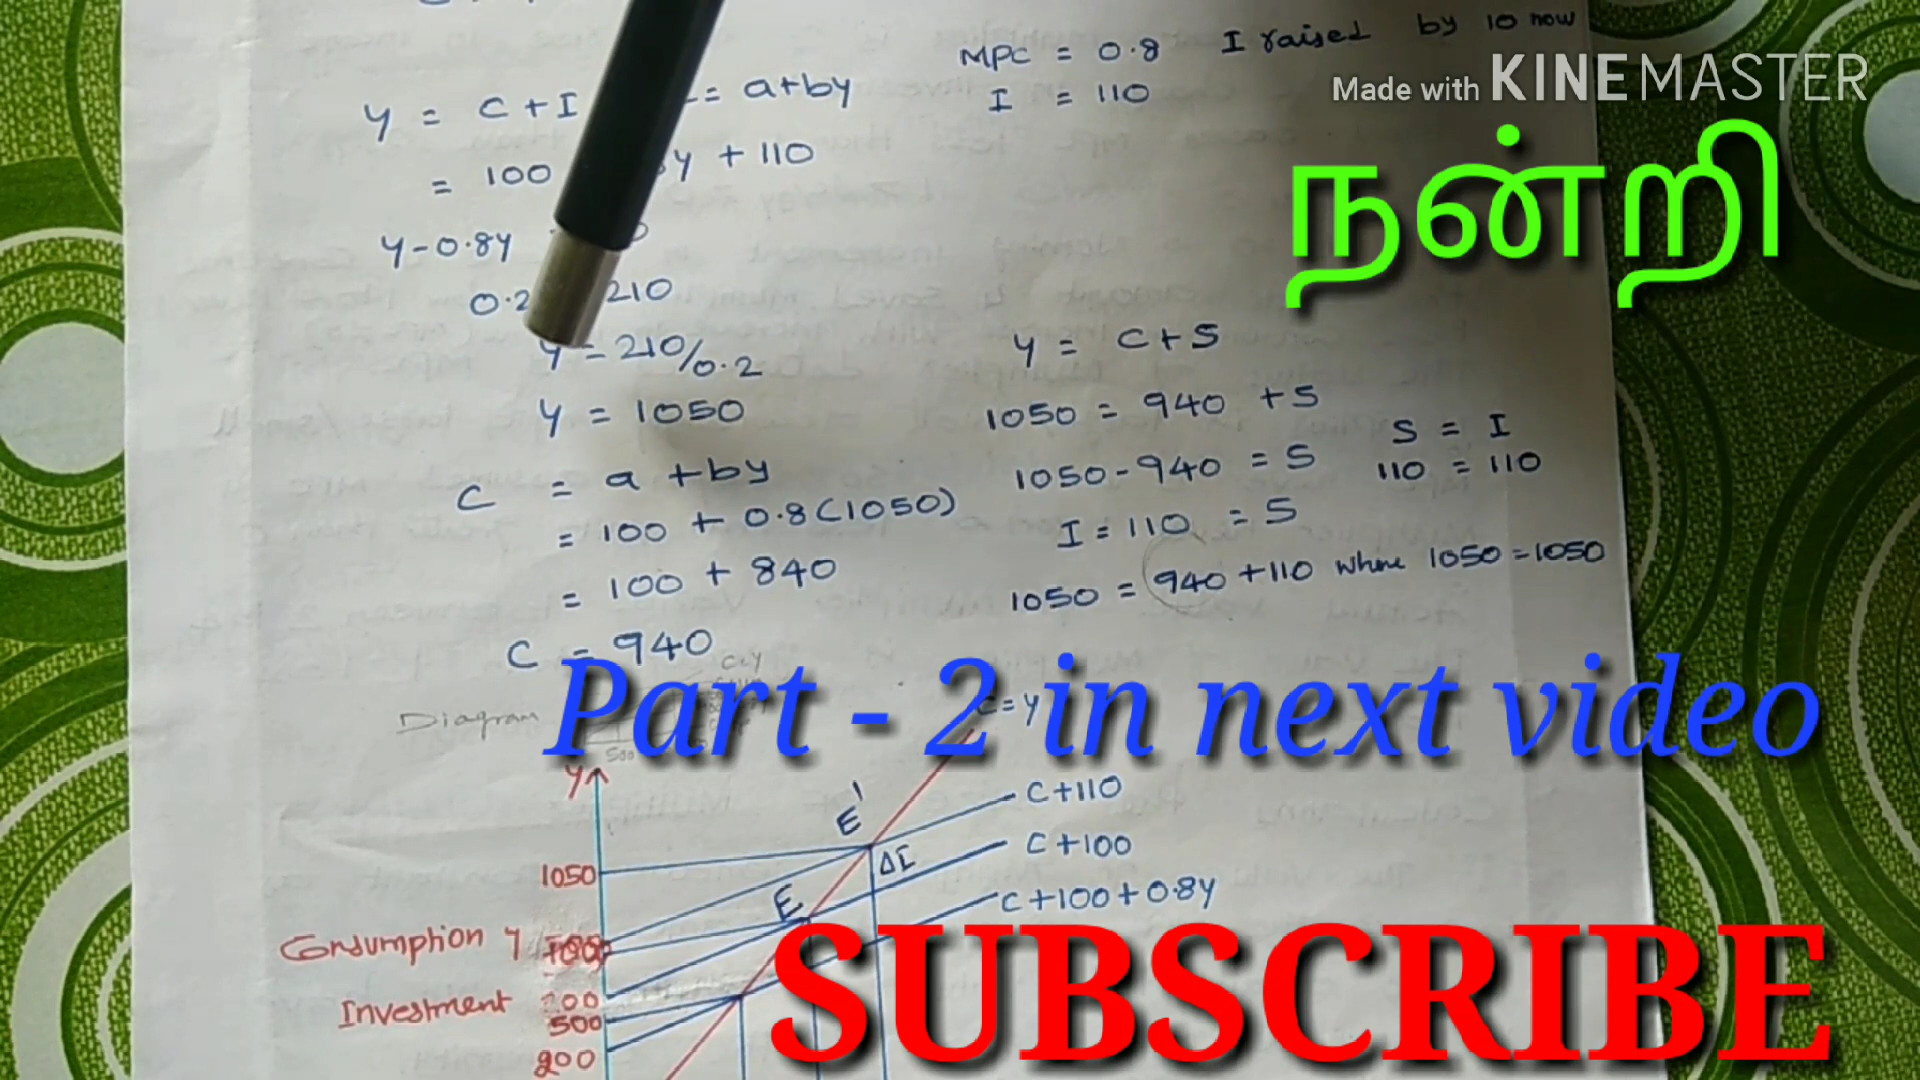 MPC = 0.8 I raised by 10 now
Made with KINEMASTER
I = 110
Y = C + I = a+by
= 100 y + 110
நன்றி
Y-0.8Y
0.2 210
Y = 210/0.2
Y = 1050
C = a + by
= 100 + 0.8(1050)
= 100 + 840
C = 940
Y = C+S
1050 = 940 +S
1050-940 = S
I = 110 = S
S = I
110 = 110
1050 = 940 +110 where 1050 = 1050
Part - 2 in next video
Diagram
C=Y
Y
E'
C+110
ΔI
C+100
E
C+100+0.8Y
1050
Consumption Y
Investment
500
200
SUBSCRIBE